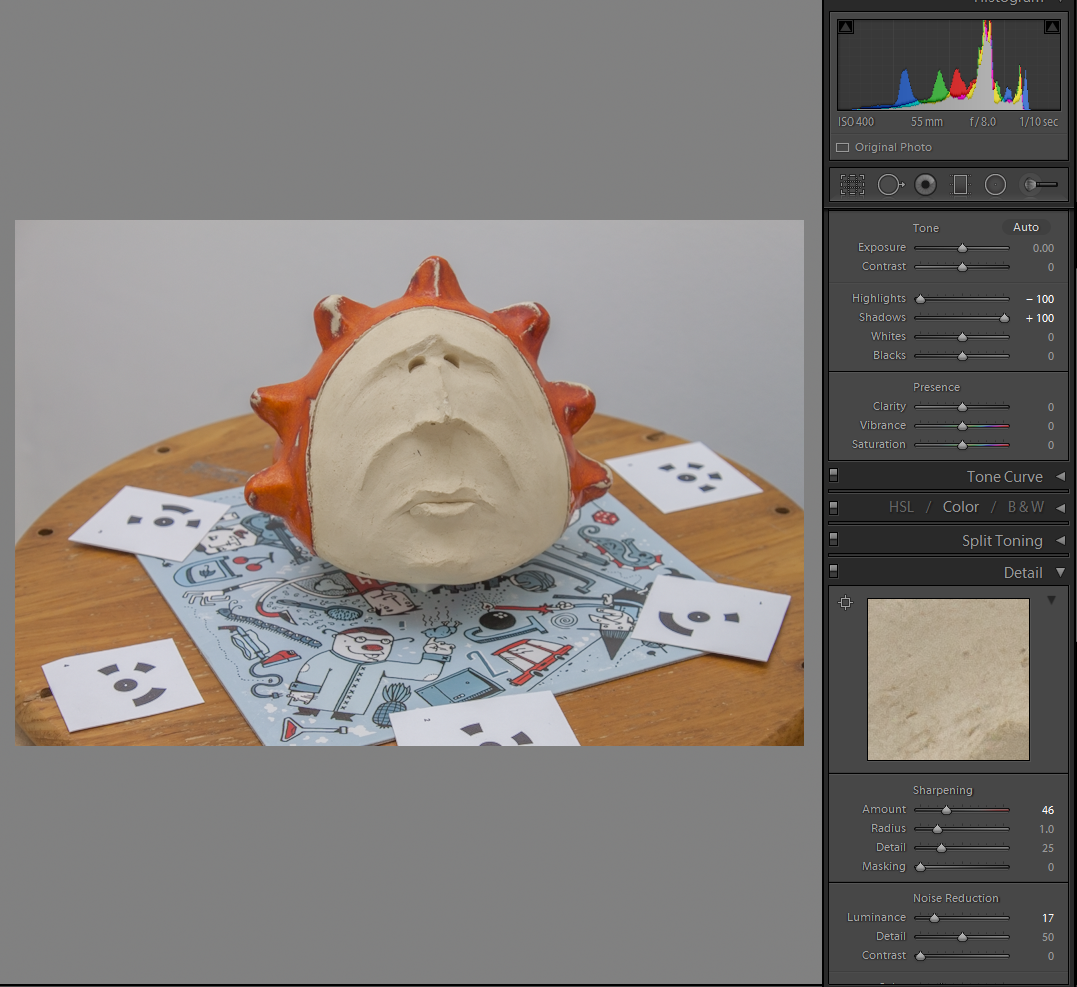 Histogram
ISO 400 55 mm f / 8.0 1/10 sec
Original Photo
Tone Auto
Exposure 0.00
Contrast 0
Highlights – 100
Shadows + 100
Whites 0
Blacks 0
Presence
Clarity 0
Vibrance 0
Saturation 0
Tone Curve
HSL / Color / B & W
Split Toning
Detail
Sharpening
Amount 46
Radius 1.0
Detail 25
Masking 0
Noise Reduction
Luminance 17
Detail 50
Contrast 0